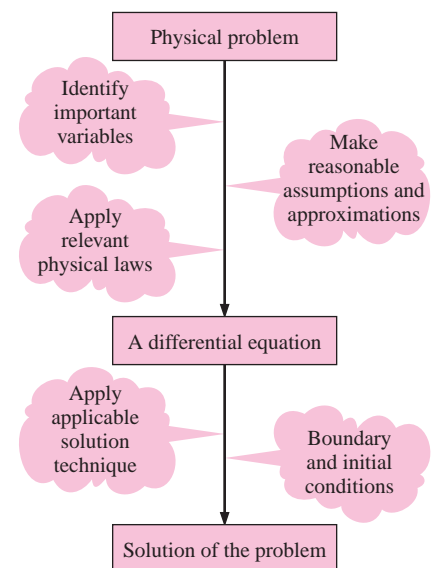 Physical problem
Identify
important
variables
Make
reasonable
assumptions and
approximations
Apply
relevant
physical laws
A differential equation
Apply
applicable
solution
technique
Boundary
and initial
conditions
Solution of the problem